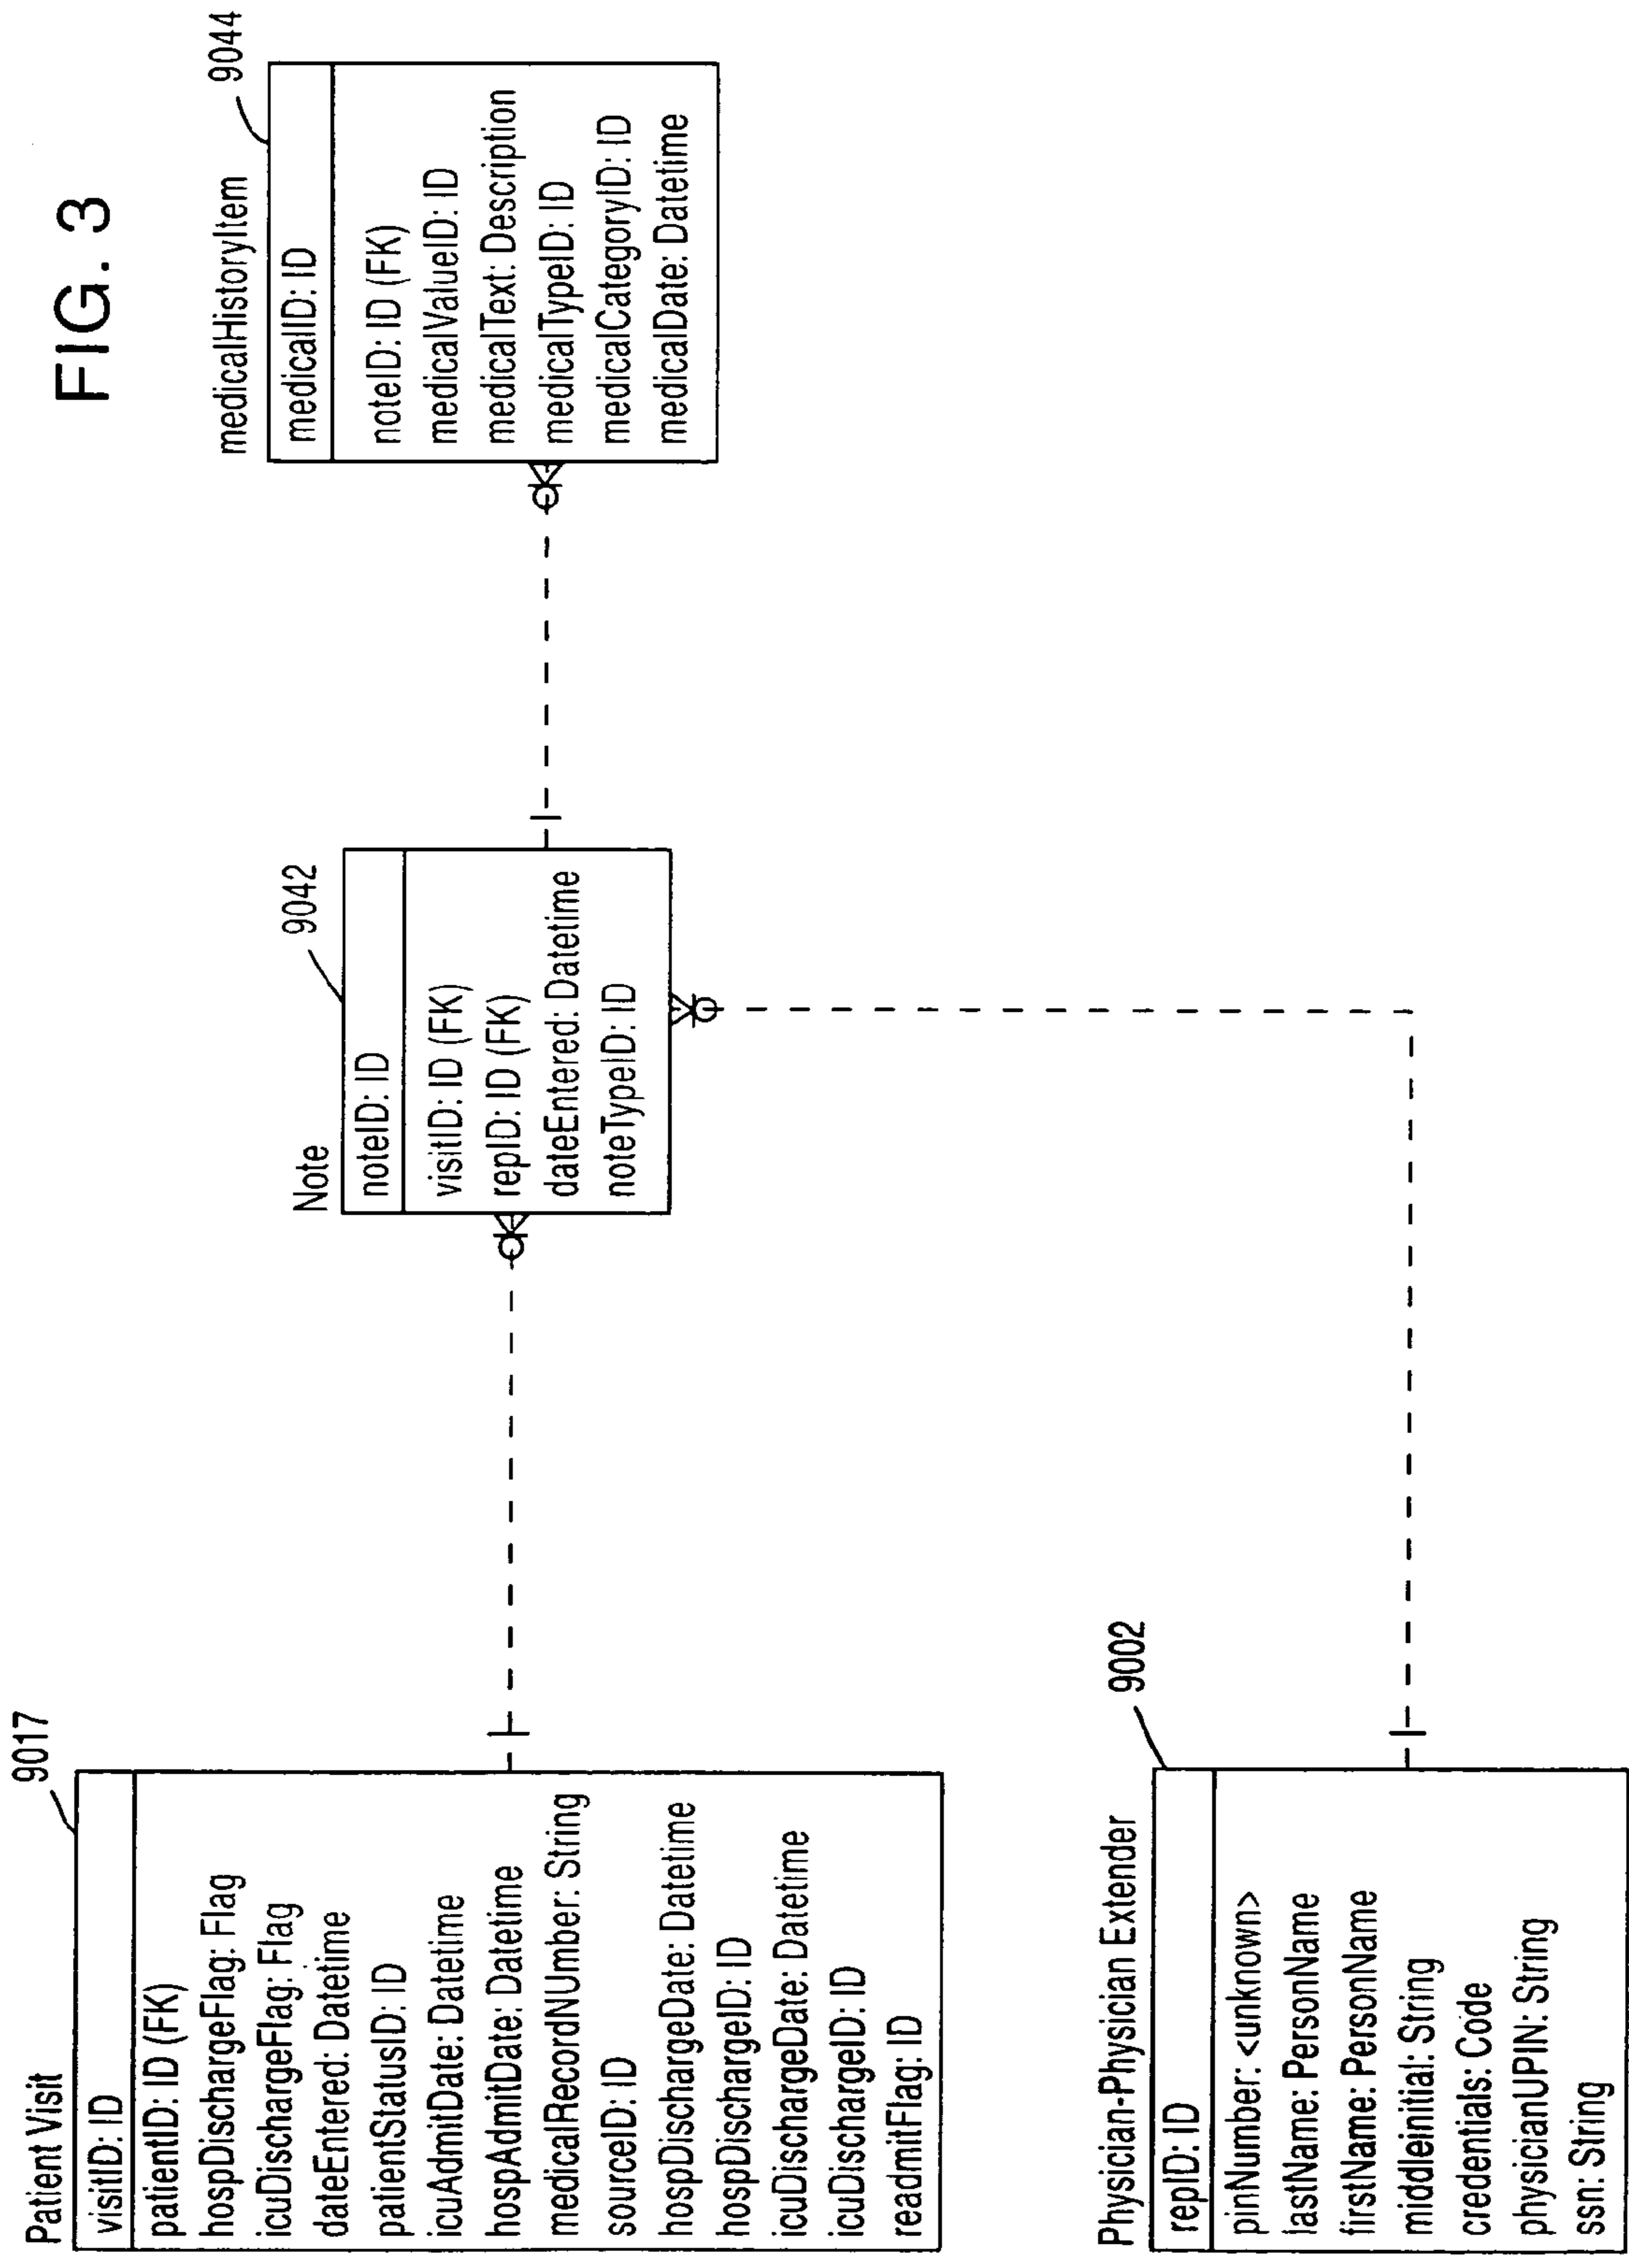 FIG. 3
Patient Visit
9017
visitID: ID
patientID: ID (FK)
hospDischargeFlag: Flag
icuDischargeFlag: Flag
dateEntered: Datetime
patientStatusID: ID
icuAdmitDate: Datetime
hospAdmitDate: Datetime
medicalRecordNUmber: String
sourceID: ID
hospDischargeDate: Datetime
hospDischargeID: ID
icuDischargeDate: Datetime
icuDischargeID: ID
readmitFlag: ID
Note
9042
noteID: ID
visitID: ID (FK)
repID: ID (FK)
dateEntered: Datetime
noteTypeID: ID
medicalHistoryItem
9044
medicalID: ID
noteID: ID (FK)
medicalValueID: ID
medicalText: Description
medicalTypeID: ID
medicalCategoryID: ID
medicalDate: Datetime
Physician-Physician Extender
9002
repID: ID
pinNumber: <unknown>
lastName: PersonName
firstName: PersonName
middleinitial: String
credentials: Code
physicianUPIN: String
ssn: String